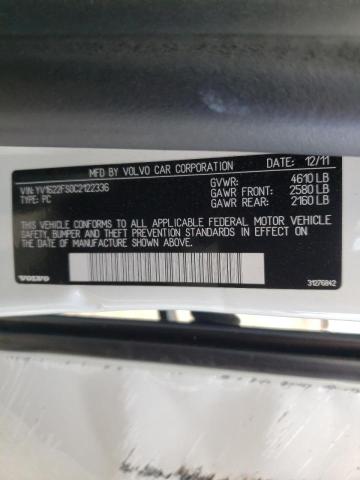 MFD BY VOLVO CAR CORPORATION DATE: 12/11
VIN: YV1622FS0C2122336 GVWR: 4610 LB
TYPE: PC GAWR FRONT: 2580 LB
GAWR REAR: 2160 LB
THIS VEHICLE CONFORMS TO ALL APPLICABLE FEDERAL MOTOR VEHICLE
SAFETY, BUMPER AND THEFT PREVENTION STANDARDS IN EFFECT ON
THE DATE OF MANUFACTURE SHOWN ABOVE.
VOLVO 31276842